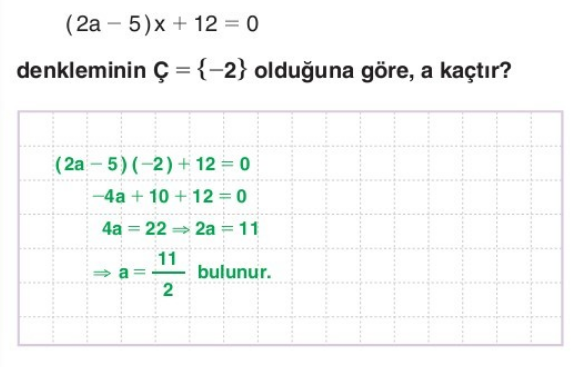 (2a − 5)x + 12 = 0
denkleminin Ç = {−2} olduğuna göre, a kaçtır?
(2a − 5)(−2) + 12 = 0
−4a + 10 + 12 = 0
4a = 22 ⇒ 2a = 11
⇒ a = 11/2 bulunur.